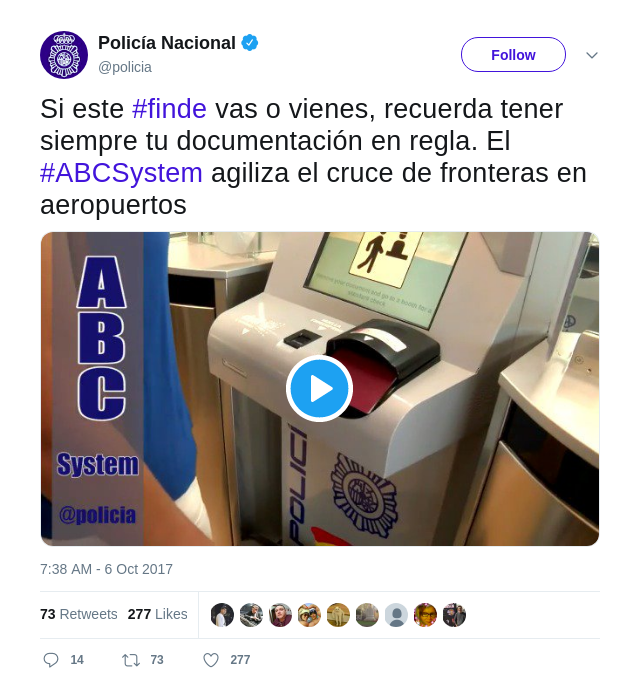 Policía Nacional
@policia
Follow
Si este #finde vas o vienes, recuerda tener
siempre tu documentación en regla. El
#ABCSystem agiliza el cruce de fronteras en
aeropuertos
A
B
C
System
@policia
POLICI
7:38 AM - 6 Oct 2017
73 Retweets 277 Likes
14 73 277